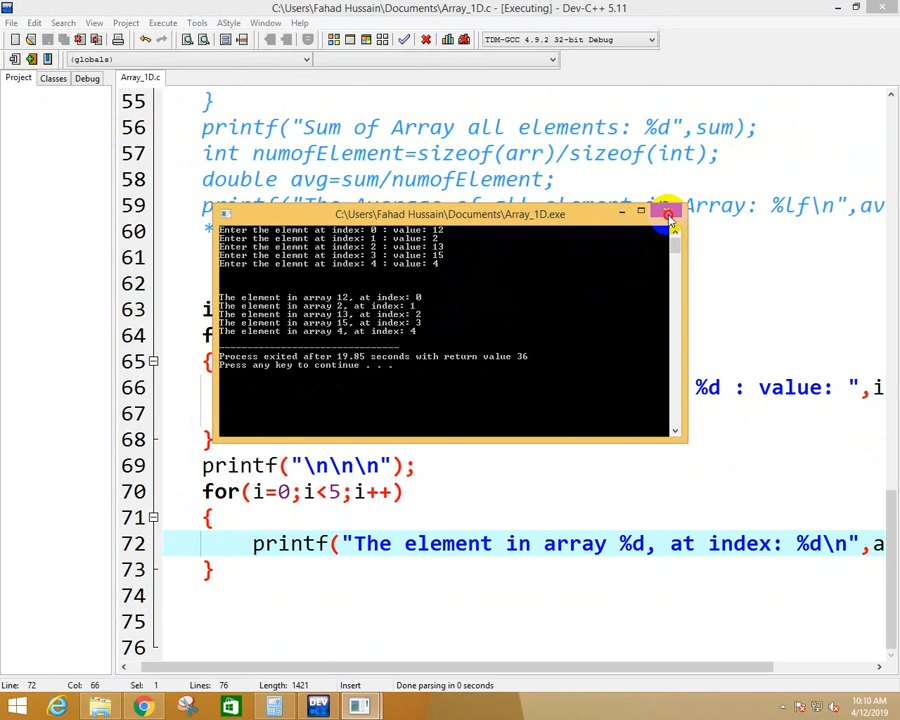 C:\Users\Fahad Hussain\Documents\Array_1D.c - [Executing] - Dev-C++ 5.11
File Edit Search View Project Execute Tools AStyle Window Help
TDM-GCC 4.9.2 32-bit Debug
(globals)
Project Classes Debug Array_1D.c
55 }
56 printf("Sum of Array all elements: %d",sum);
57 int numofElement=sizeof(arr)/sizeof(int);
58 double avg=sum/numofElement;
59 printf("The Average of all element in Array: %lf\n",av
60 *
61
62
63 i
64 f
65 {
66 %d : value: ",i
67
68 }
69 printf("\n\n\n");
70 for(i=0;i<5;i++)
71 {
72 printf("The element in array %d, at index: %d\n",a
73 }
74
75
76
C:\Users\Fahad Hussain\Documents\Array_1D.exe
Enter the elemnt at index: 0 : value: 12
Enter the elemnt at index: 1 : value: 2
Enter the elemnt at index: 2 : value: 13
Enter the elemnt at index: 3 : value: 15
Enter the elemnt at index: 4 : value: 4
The element in array 12, at index: 0
The element in array 2, at index: 1
The element in array 13, at index: 2
The element in array 15, at index: 3
The element in array 4, at index: 4
--------------------------------
Process exited after 19.85 seconds with return value 36
Press any key to continue . . .
Line: 72 Col: 66 Sel: 1 Lines: 76 Length: 1421 Insert Done parsing in 0 seconds
DEV
10:10 AM
4/12/2019